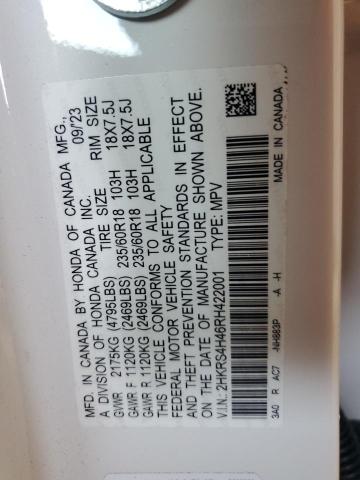 MFD. IN CANADA BY HONDA OF CANADA MFG.,
A DIVISION OF HONDA CANADA INC. 09/23
TIRE SIZE RIM SIZE
GVWR 2175KG (4795LBS)
GAWR F 1120KG (2469LBS) 235/60R18 103H 18X7.5J
GAWR R 1120KG (2469LBS) 235/60R18 103H 18X7.5J
THIS VEHICLE CONFORMS TO ALL APPLICABLE
FEDERAL MOTOR VEHICLE SAFETY
AND THEFT PREVENTION STANDARDS IN EFFECT
ON THE DATE OF MANUFACTURE SHOWN ABOVE.
V.I.N.: 2HKRS4H46RH422001 TYPE: MPV
3A0 R AC7 -NH883P -A -H MADE IN CANADA